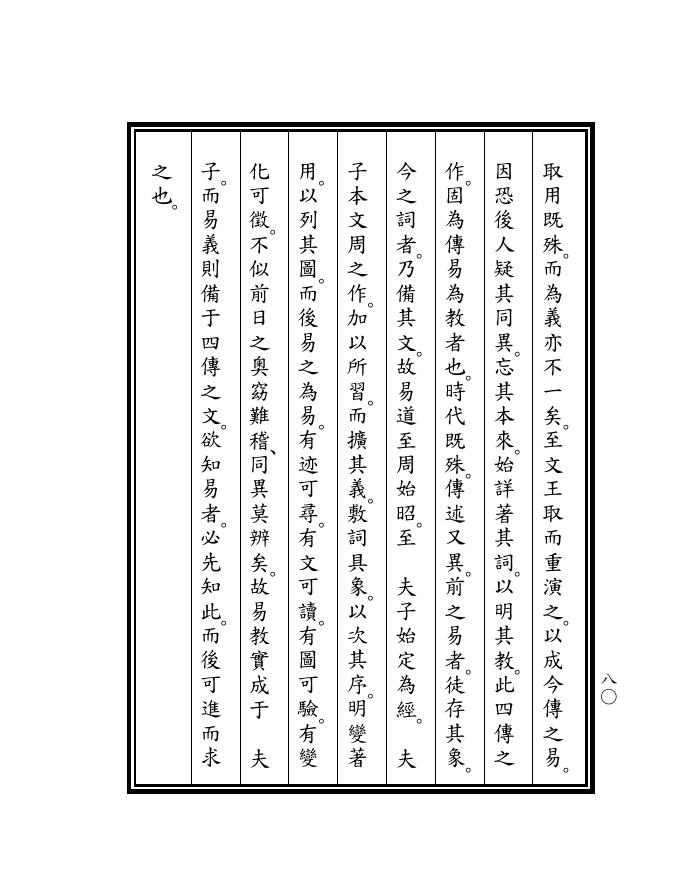 取用既殊。而為義亦不一矣。至文王取而重演之。以成今傳之易。
因恐後人疑其同異。忘其本來。始詳著其詞。以明其教。此四傳之
作。固為傳易為教者也。時代既殊。傳述又異。前之易者。徒存其象。
今之詞者。乃備其文。故易道至周始昭。至　夫子始定為經。　夫
子本文周之作。加以所習。而擴其義。敷詞具象。以次其序。明變著
用。以列其圖。而後易之為易。有迹可尋。有文可讀。有圖可驗。有變
化可徵。不似前日之奧窈難稽、同異莫辨矣。故易教實成于　夫
子。而易義則備于四傳之文。欲知易者。必先知此。而後可進而求
之也。
八〇